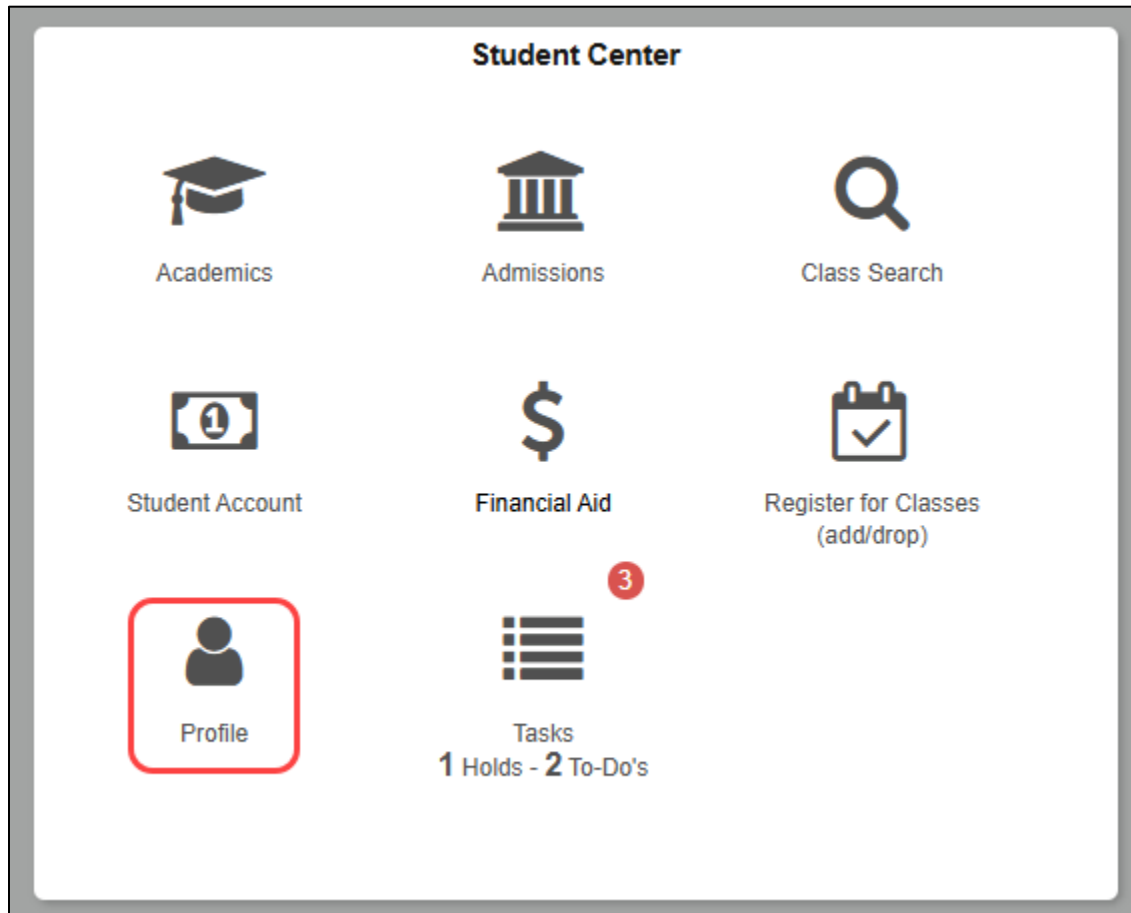 Student Center
Academics
Admissions
Class Search
1
Student Account
$
Financial Aid
Register for Classes
(add/drop)
3
Profile
Tasks
1 Holds - 2 To-Do's